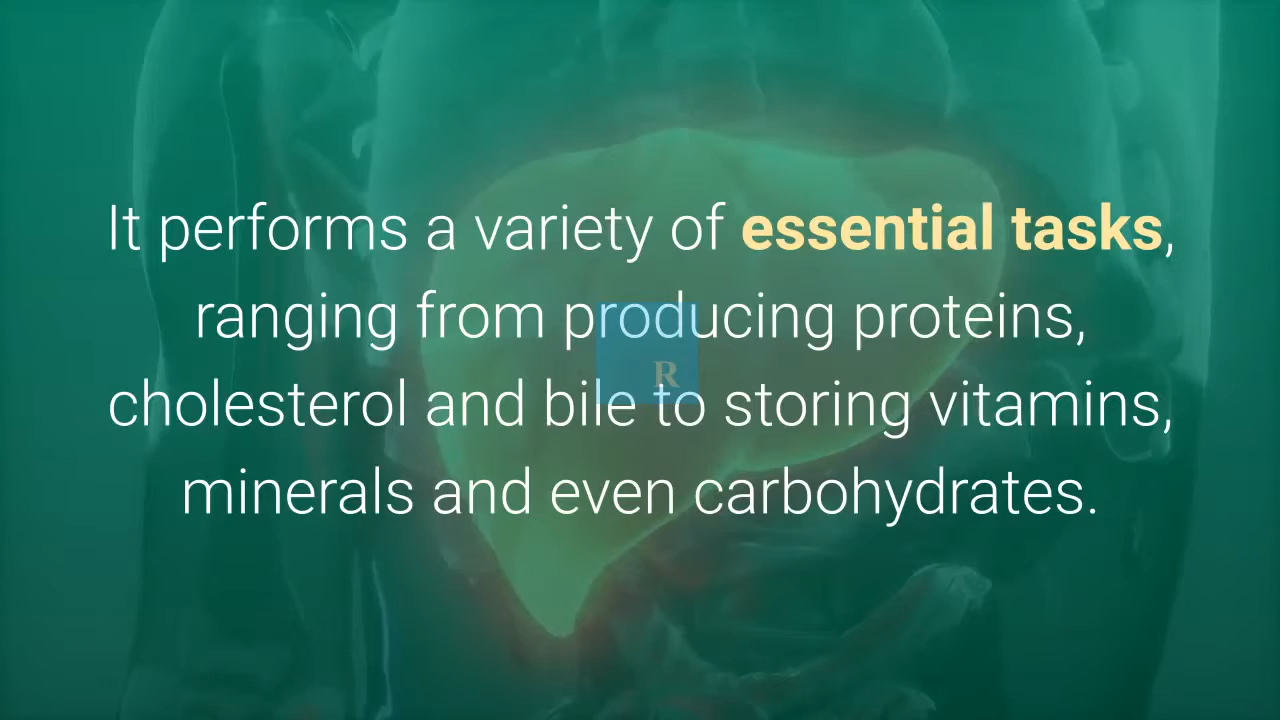 It performs a variety of essential tasks,
ranging from producing proteins,
R
cholesterol and bile to storing vitamins,
minerals and even carbohydrates.